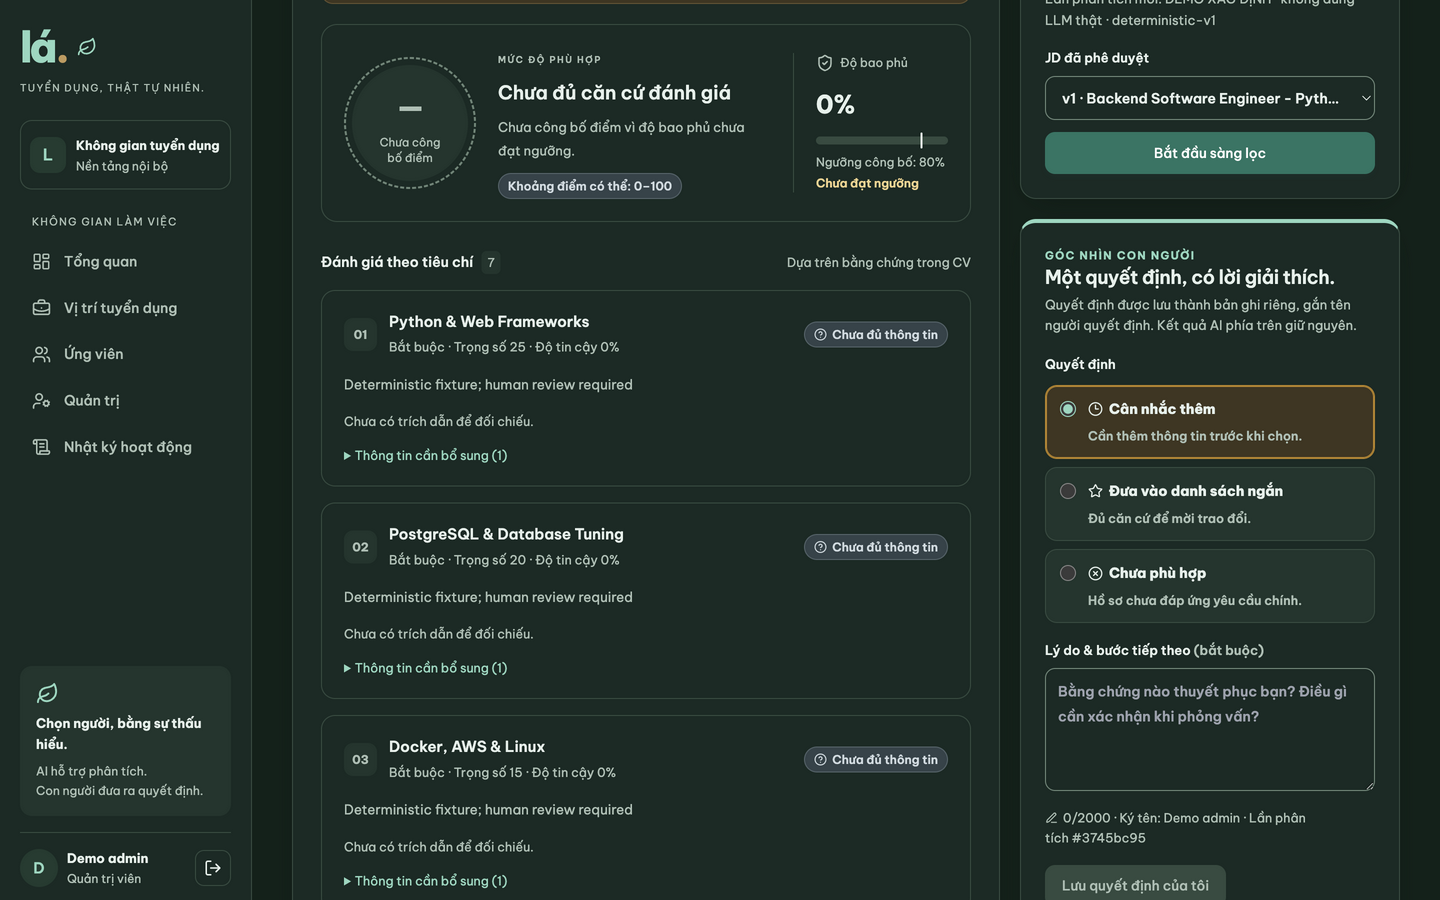 lá.
TUYỂN DỤNG, THẬT TỰ NHIÊN.
L
Không gian tuyển dụng
Nền tảng nội bộ
KHÔNG GIAN LÀM VIỆC
Tổng quan
Vị trí tuyển dụng
Ứng viên
Quản trị
Nhật ký hoạt động
Chọn người, bằng sự thấu
hiểu.
AI hỗ trợ phân tích.
Con người đưa ra quyết định.
D
Demo admin
Quản trị viên
—
Chưa công
bố điểm
MỨC ĐỘ PHÙ HỢP
Chưa đủ căn cứ đánh giá
Chưa công bố điểm vì độ bao phủ chưa
đạt ngưỡng.
Khoảng điểm có thể: 0–100
Độ bao phủ
0%
Ngưỡng công bố: 80%
Chưa đạt ngưỡng
Đánh giá theo tiêu chí 7
Dựa trên bằng chứng trong CV
01
Python & Web Frameworks
Bắt buộc · Trọng số 25 · Độ tin cậy 0%
Chưa đủ thông tin
Deterministic fixture; human review required
Chưa có trích dẫn để đối chiếu.
Thông tin cần bổ sung (1)
02
PostgreSQL & Database Tuning
Bắt buộc · Trọng số 20 · Độ tin cậy 0%
Chưa đủ thông tin
Deterministic fixture; human review required
Chưa có trích dẫn để đối chiếu.
Thông tin cần bổ sung (1)
03
Docker, AWS & Linux
Bắt buộc · Trọng số 15 · Độ tin cậy 0%
Chưa đủ thông tin
Deterministic fixture; human review required
Chưa có trích dẫn để đối chiếu.
Thông tin cần bổ sung (1)
LLM thật · deterministic-v1
JD đã phê duyệt
v1 · Backend Software Engineer - Pyth...
Bắt đầu sàng lọc
GÓC NHÌN CON NGƯỜI
Một quyết định, có lời giải thích.
Quyết định được lưu thành bản ghi riêng, gắn tên
người quyết định. Kết quả AI phía trên giữ nguyên.
Quyết định
Cân nhắc thêm
Cần thêm thông tin trước khi chọn.
Đưa vào danh sách ngắn
Đủ căn cứ để mời trao đổi.
Chưa phù hợp
Hồ sơ chưa đáp ứng yêu cầu chính.
Lý do & bước tiếp theo (bắt buộc)
Bằng chứng nào thuyết phục bạn? Điều gì
cần xác nhận khi phỏng vấn?
0/2000 · Ký tên: Demo admin · Lần phân
tích #3745bc95
Lưu quyết định của tôi